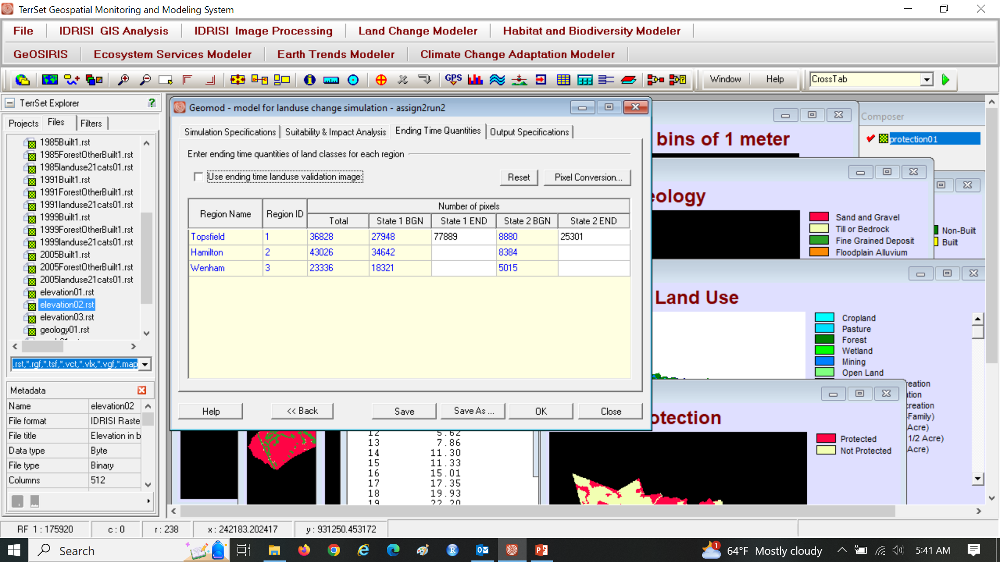 TerrSet Geospatial Monitoring and Modeling System
File IDRISI GIS Analysis IDRISI Image Processing Land Change Modeler Habitat and Biodiversity Modeler
GeOSIRIS Ecosystem Services Modeler Earth Trends Modeler Climate Change Adaptation Modeler
GPS Window Help CrossTab
TerrSet Explorer ?
Projects Files Filters
1985Built1.rst
1985ForestOtherBuilt1.rst
1985landuse21cats01.rst
1991Built1.rst
1991ForestOtherBuilt1.rst
1991landuse21cats01.rst
1999Built1.rst
1999ForestOtherBuilt1.rst
1999landuse21cats01.rst
2005Built1.rst
2005ForestOtherBuilt1.rst
2005landuse21cats01.rst
elevation01.rst
elevation02.rst
elevation03.rst
geology01.rst
.rst,*.rgf,*.tsf,*.vct,*.vlx,*.vgf,*.map
Metadata
Name elevation02
File format IDRISI Raste
File title Elevation in b
Data type Byte
File type Binary
Columns 512
Geomod - model for landuse change simulation - assign2run2
Simulation Specifications Suitability & Impact Analysis Ending Time Quantities Output Specifications
Enter ending time quantities of land classes for each region
Use ending time landuse validation image: Reset Pixel Conversion...
Region Name Region ID Number of pixels
Total State 1 BGN State 1 END State 2 BGN State 2 END
Topsfield 1 36828 27948 77889 8880 25301
Hamilton 2 43026 34642 8384
Wenham 3 23336 18321 5015
Help << Back Save Save As ... OK Close
bins of 1 meter
Composer
protection01
eology
Sand and Gravel
Till or Bedrock
Fine Grained Deposit
Floodplain Alluvium
Non-Built
Built
Land Use
Cropland
Pasture
Forest
Wetland
Mining
Open Land
reation
tion
creation
-Family)
Acre)
1/2 Acre)
Acre)
otection
Protected
Not Protected
12 5.62
13 7.86
14 11.30
15 11.33
16 15.01
17 17.35
18 19.93
19 22.20
RF 1 : 175920 c : 0 r : 238 x : 242183.202417 y : 931250.453172
Search 1 64°F Mostly cloudy 5:41 AM